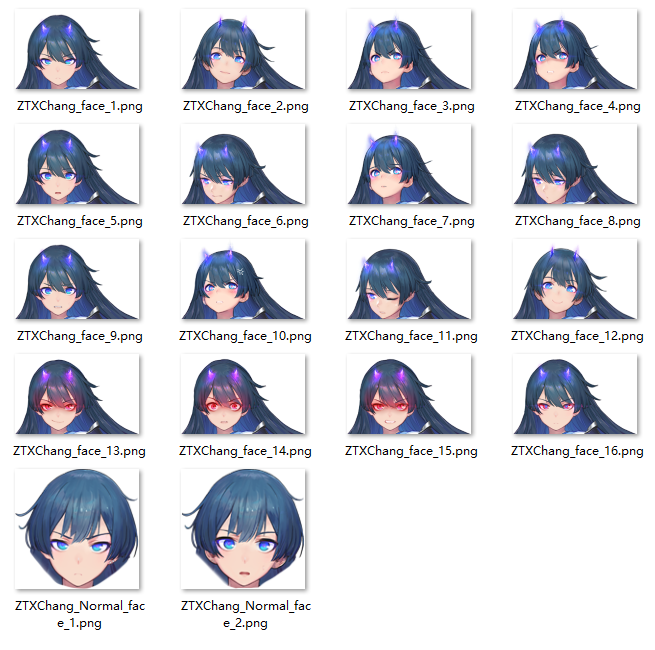 ZTXChang_face_1.png
ZTXChang_face_2.png
ZTXChang_face_3.png
ZTXChang_face_4.png
ZTXChang_face_5.png
ZTXChang_face_6.png
ZTXChang_face_7.png
ZTXChang_face_8.png
ZTXChang_face_9.png
ZTXChang_face_10.png
ZTXChang_face_11.png
ZTXChang_face_12.png
ZTXChang_face_13.png
ZTXChang_face_14.png
ZTXChang_face_15.png
ZTXChang_face_16.png
ZTXChang_Normal_fac
e_1.png
ZTXChang_Normal_fac
e_2.png